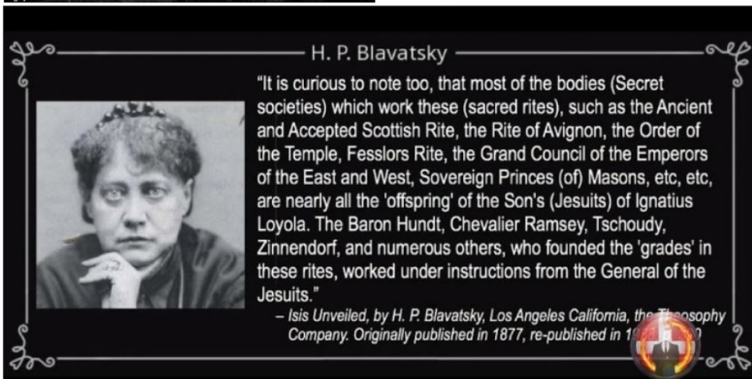 H. P. Blavatsky
“It is curious to note too, that most of the bodies (Secret
societies) which work these (sacred rites), such as the Ancient
and Accepted Scottish Rite, the Rite of Avignon, the Order of
the Temple, Fesslors Rite, the Grand Council of the Emperors
of the East and West, Sovereign Princes (of) Masons, etc, etc,
are nearly all the 'offspring' of the Son's (Jesuits) of Ignatius
Loyola. The Baron Hundt, Chevalier Ramsey, Tschoudy,
Zinnendorf, and numerous others, who founded the 'grades' in
these rites, worked under instructions from the General of the
Jesuits.”
– Isis Unveiled, by H. P. Blavatsky, Los Angeles California, the
Company. Originally published in 1877, re-published in